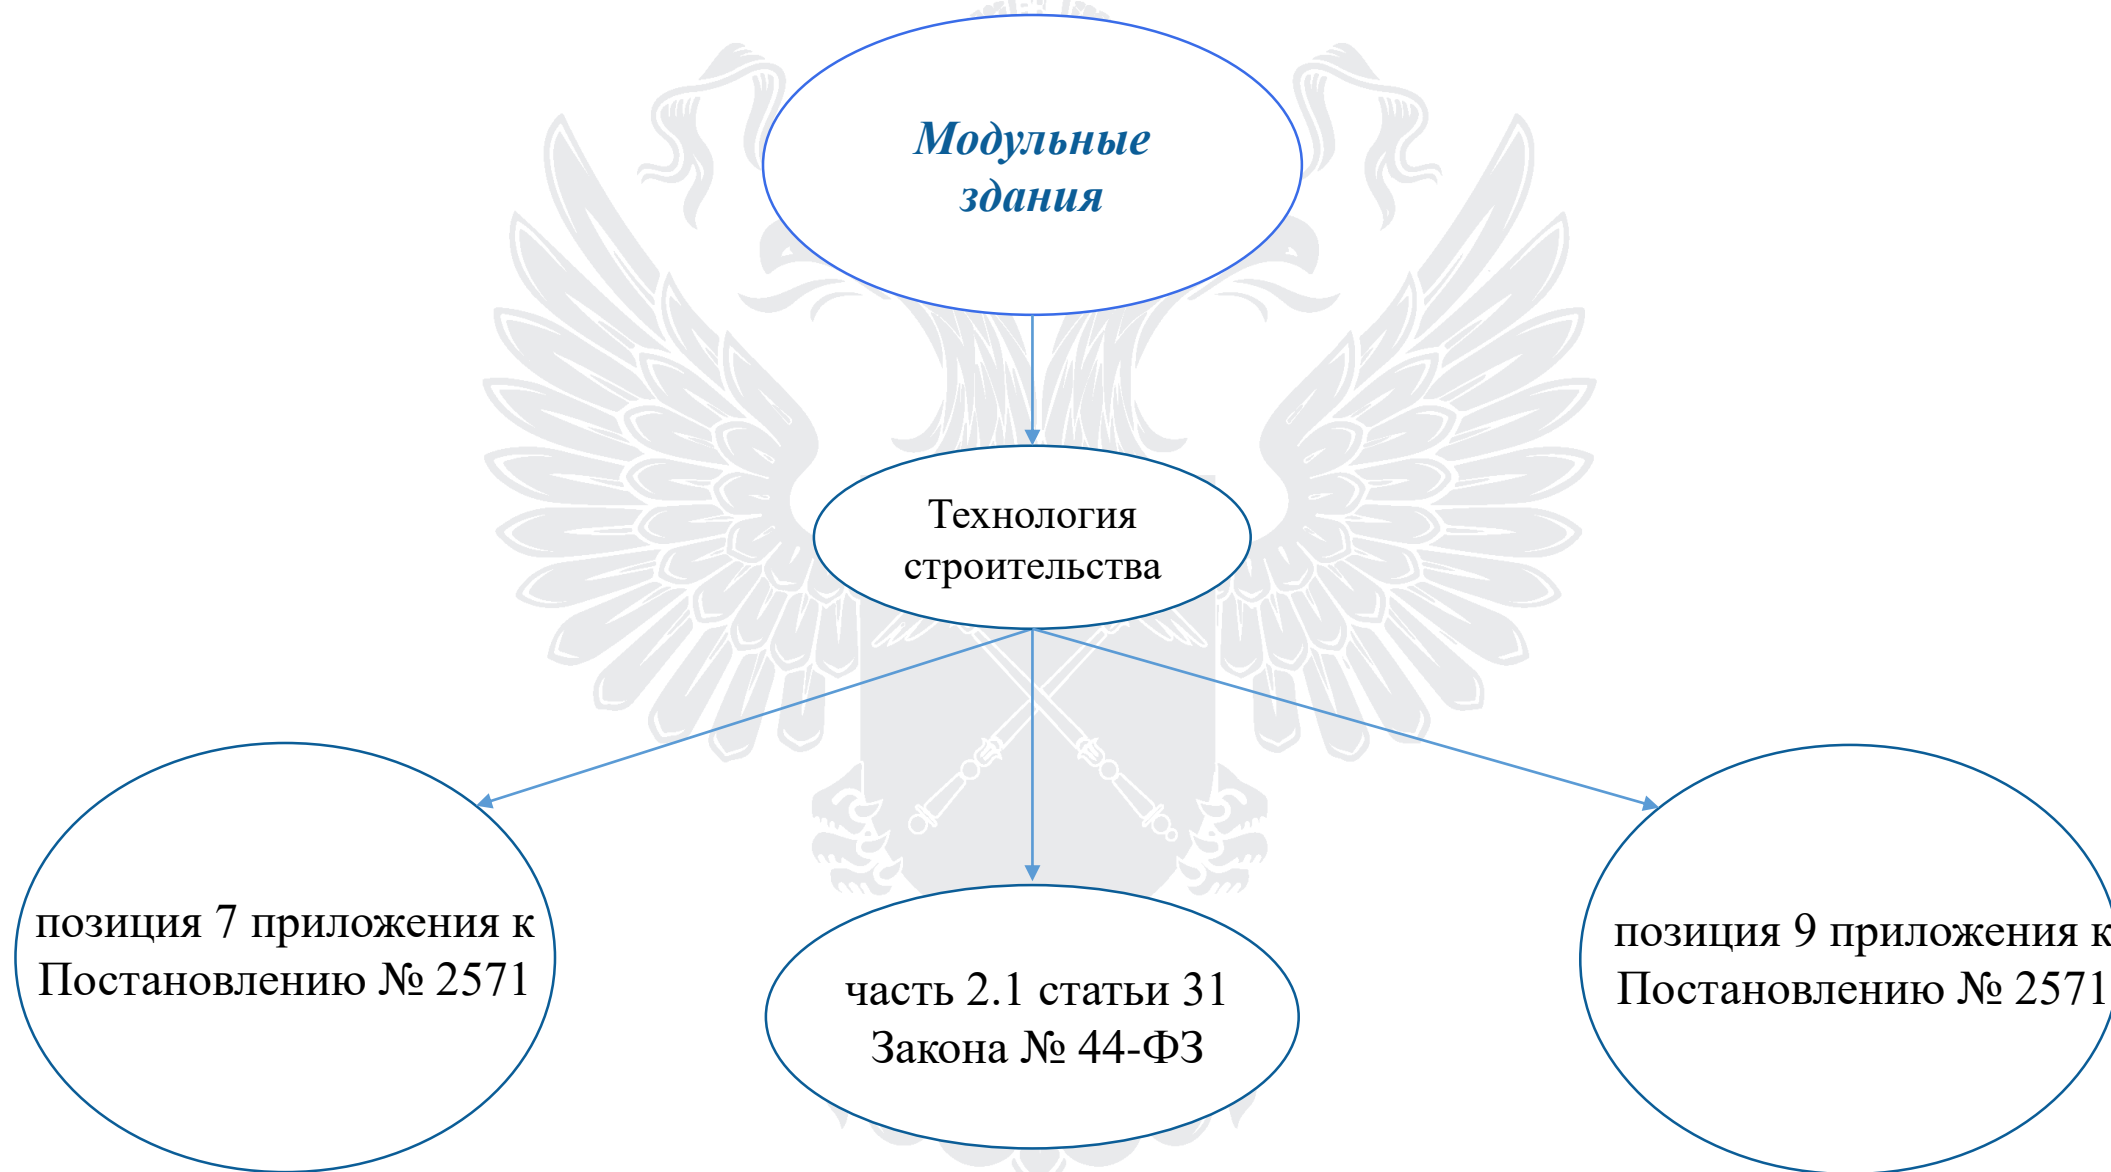 Модульные
здания
Технология
строительства
позиция 7 приложения к
Постановлению № 2571
часть 2.1 статьи 31
Закона № 44-ФЗ
позиция 9 приложения к
Постановлению № 2571